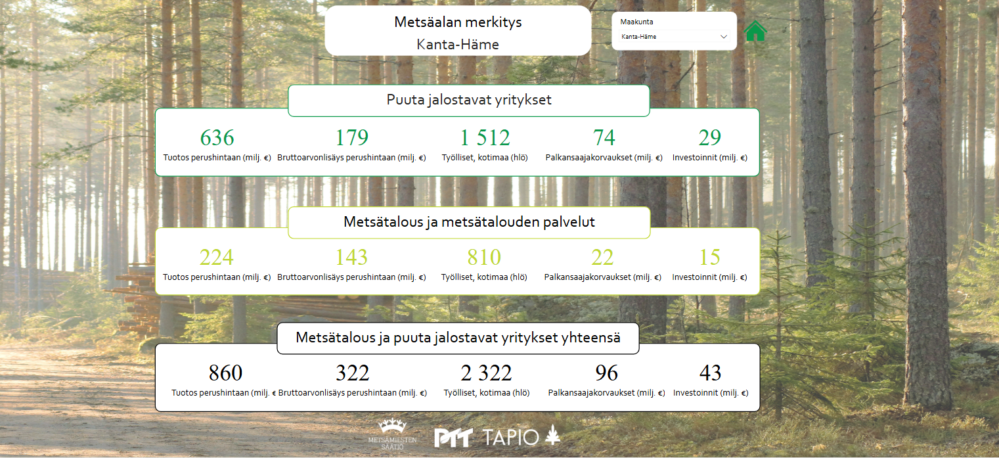 Metsäalan merkitys
Kanta-Häme
Maakunta
Kanta-Häme
Puuta jalostavat yritykset
636 179 1 512 74 29
Tuotos perushintaan (milj. €) Bruttoarvonlisäys perushintaan (milj. €) Työlliset, kotimaa (hlö) Palkansaajakorvaukset (milj. €) Investoinnit (milj. €)
Metsätalous ja metsätalouden palvelut
224 143 810 22 15
Tuotos perushintaan (milj. €) Bruttoarvonlisäys perushintaan (milj. €) Työlliset, kotimaa (hlö) Palkansaajakorvaukset (milj. €) Investoinnit (milj. €)
Metsätalous ja puuta jalostavat yritykset yhteensä
860 322 2 322 96 43
Tuotos perushintaan (milj. € Bruttoarvonlisäys perushintaan (milj. €) Työlliset, kotimaa (hlö) Palkansaajakorvaukset (milj. €) Investoinnit (milj. €)
METSÄMIESTEN
SÄÄTIÖ
PTT TAPIO